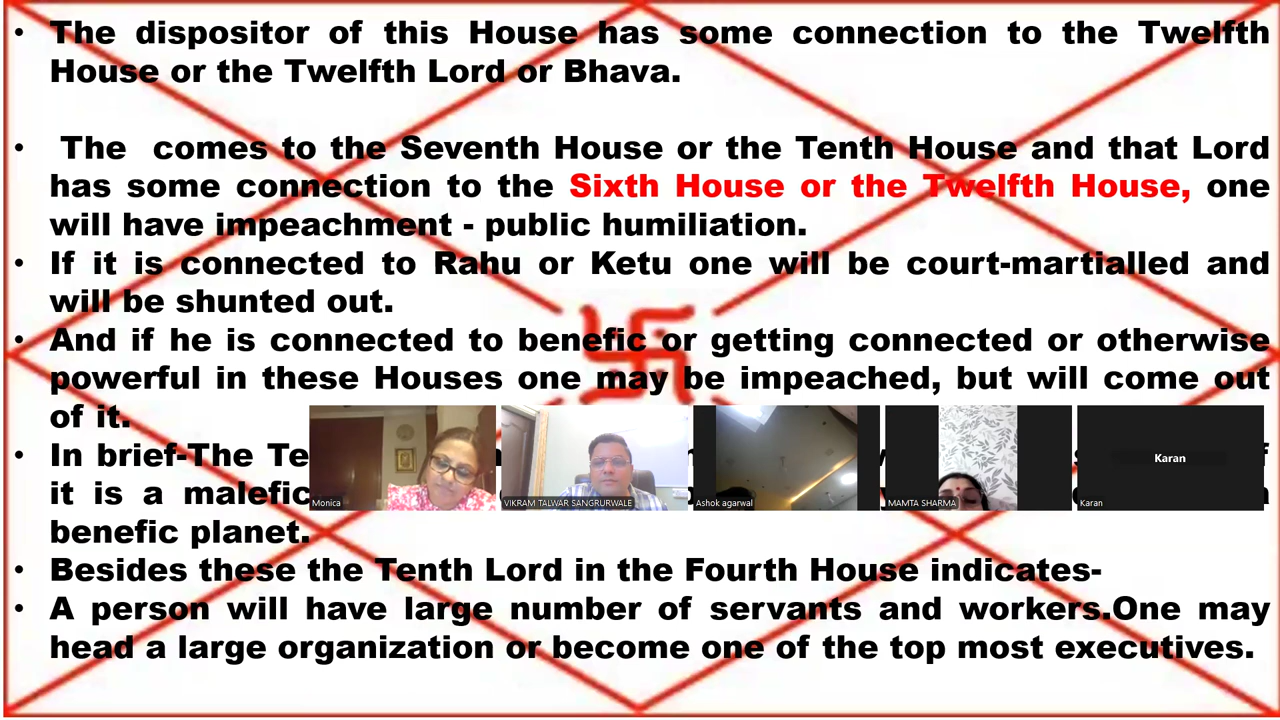 • The dispositor of this House has some connection to the Twelfth
House or the Twelfth Lord or Bhava.
• The comes to the Seventh House or the Tenth House and that Lord
has some connection to the Sixth House or the Twelfth House, one
will have impeachment - public humiliation.
• If it is connected to Rahu or Ketu one will be court-martialled and
will be shunted out.
• And if he is connected to benefic or getting connected or otherwise
powerful in these Houses one may be impeached, but will come out
of it.
• In brief-The
it is a malefic
benefic planet.
• Besides these the Tenth Lord in the Fourth House indicates-
• A person will have large number of servants and workers.One may
head a large organization or become one of the top most executives.
Monica
VIKRAM TALWAR SANGRURWALE
Ashok agarwal
MAMTA SHARMA
Karan
Karan